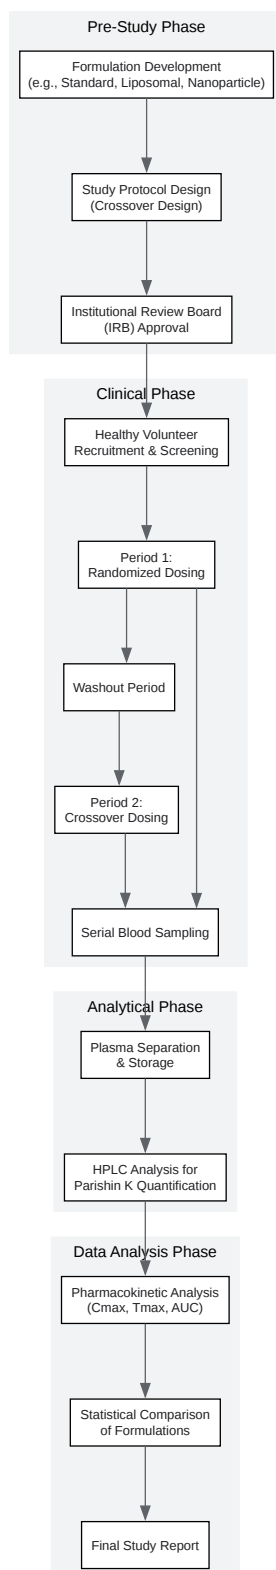 Pre-Study Phase
Formulation Development
(e.g., Standard, Liposomal, Nanoparticle)
Study Protocol Design
(Crossover Design)
Institutional Review Board
(IRB) Approval
Clinical Phase
Healthy Volunteer
Recruitment & Screening
Period 1:
Randomized Dosing
Washout Period
Period 2:
Crossover Dosing
Serial Blood Sampling
Analytical Phase
Plasma Separation
& Storage
HPLC Analysis for
Parishin K Quantification
Data Analysis Phase
Pharmacokinetic Analysis
(Cmax, Tmax, AUC)
Statistical Comparison
of Formulations
Final Study Report